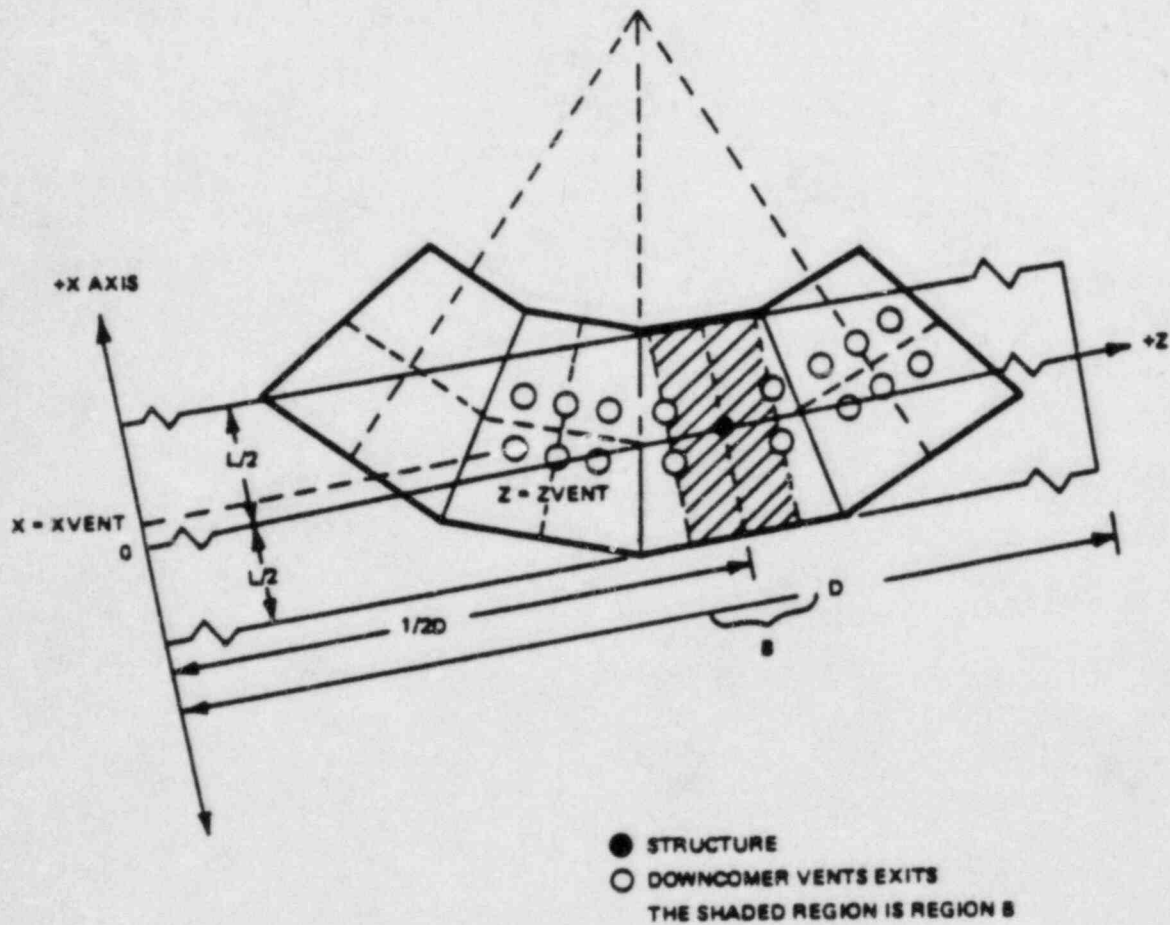 +X AXIS
+Z
L/2
X = XVENT
0
Z = ZVENT
L/2
D
1/2D
B
STRUCTURE
DOWNCOMER VENTS EXITS
THE SHADED REGION IS REGION B